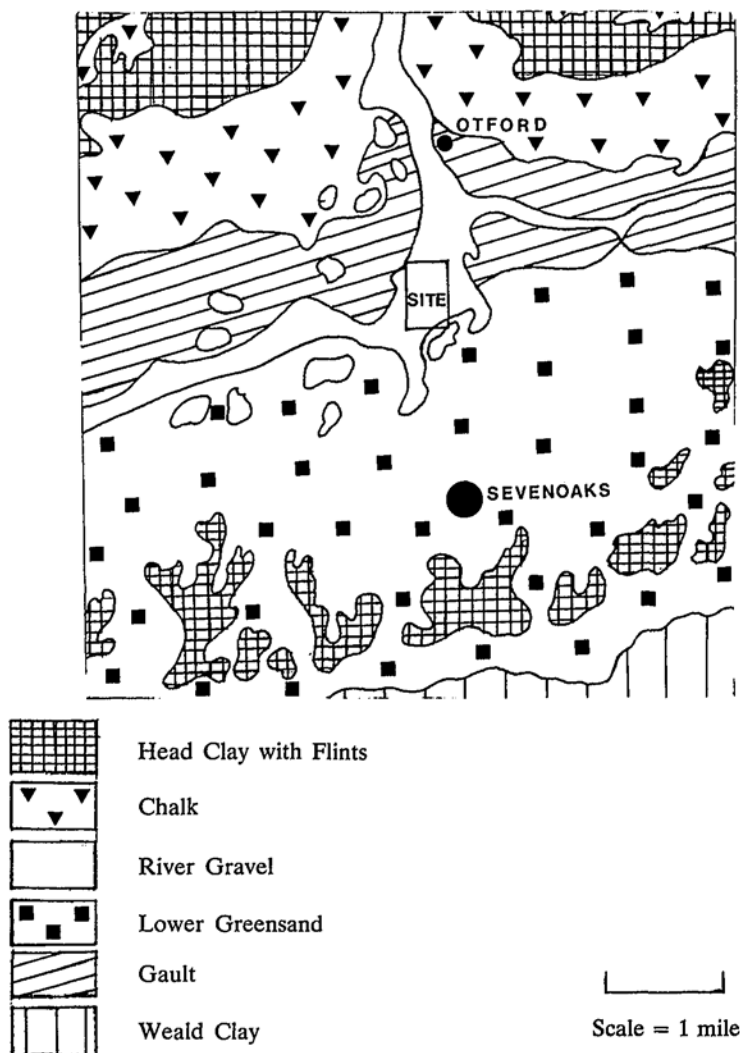 OTFORD
SITE
SEVENOAKS
Head Clay with Flints
Chalk
River Gravel
Lower Greensand
Gault
Weald Clay
Scale = 1 mile